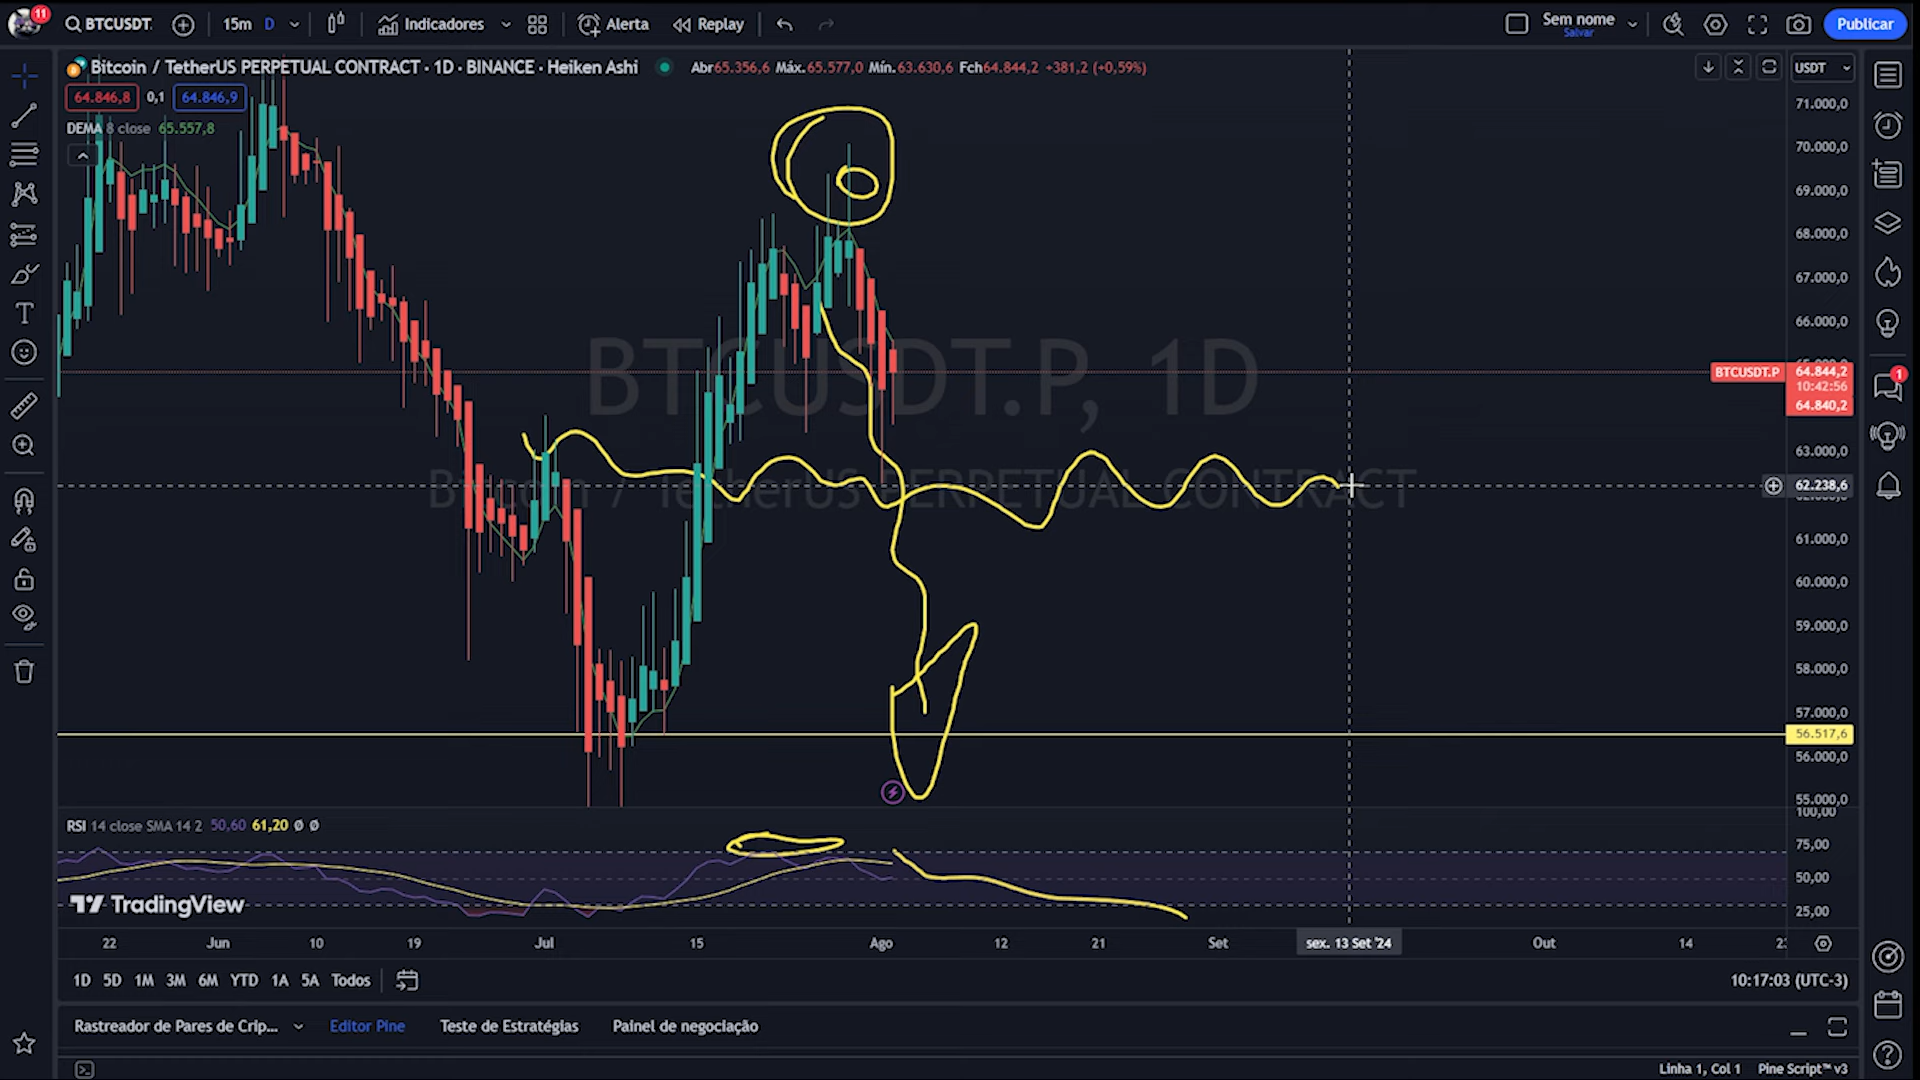 11
BTCUSDT.
15m
D
Indicadores
Alerta
Replay
Sem nome
Salvar
Publicar
Bitcoin / TetherUS PERPETUAL CONTRACT · 1D · BINANCE · Heiken Ashi
Abr65.356,6 Máx.65.577,0 Mín.63.630,6 Fch64.844,2 +381,2 (+0,59%)
USDT
64.846,8
0,1
64.846,9
DEMA 8 close 65.557,8
71.000,0
70.000,0
69.000,0
68.000,0
67.000,0
66.000,0
BTCUSDT.P, 1D
BTCUSDT.P
64.844,2
10:42:56
64.840,2
1
63.000,0
Bitcoin / TetherUS PERPETUAL CONTRACT
62.238,6
61.000,0
60.000,0
59.000,0
58.000,0
57.000,0
56.517,6
56.000,0
55.000,0
100,00
RSI 14 close SMA 14 2 50,60 61,20 Ø Ø
75,00
50,00
25,00
TradingView
22
Jun
10
19
Jul
15
Ago
12
21
Set
sex. 13 Set '24
Out
14
1D 5D 1M 3M 6M YTD 1A 5A Todos
10:17:03 (UTC-3)
Rastreador de Pares de Crip...
Editor Pine
Teste de Estratégias
Painel de negociação
Linha 1, Col 1
Pine Script™ v3